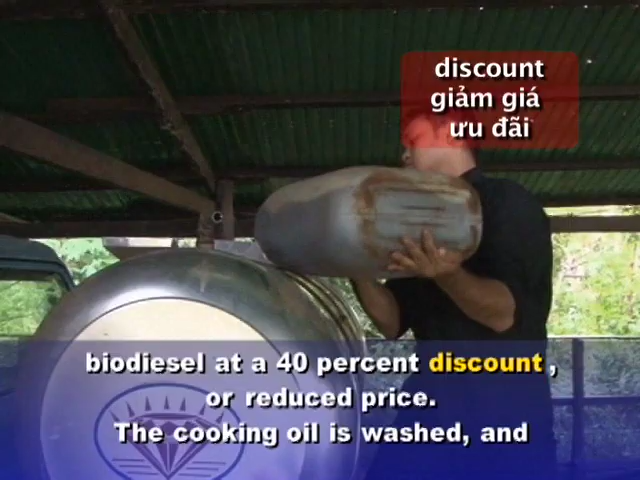 discount
giảm giá
ưu đãi
biodiesel at a 40 percent discount,
or reduced price.
The cooking oil is washed, and